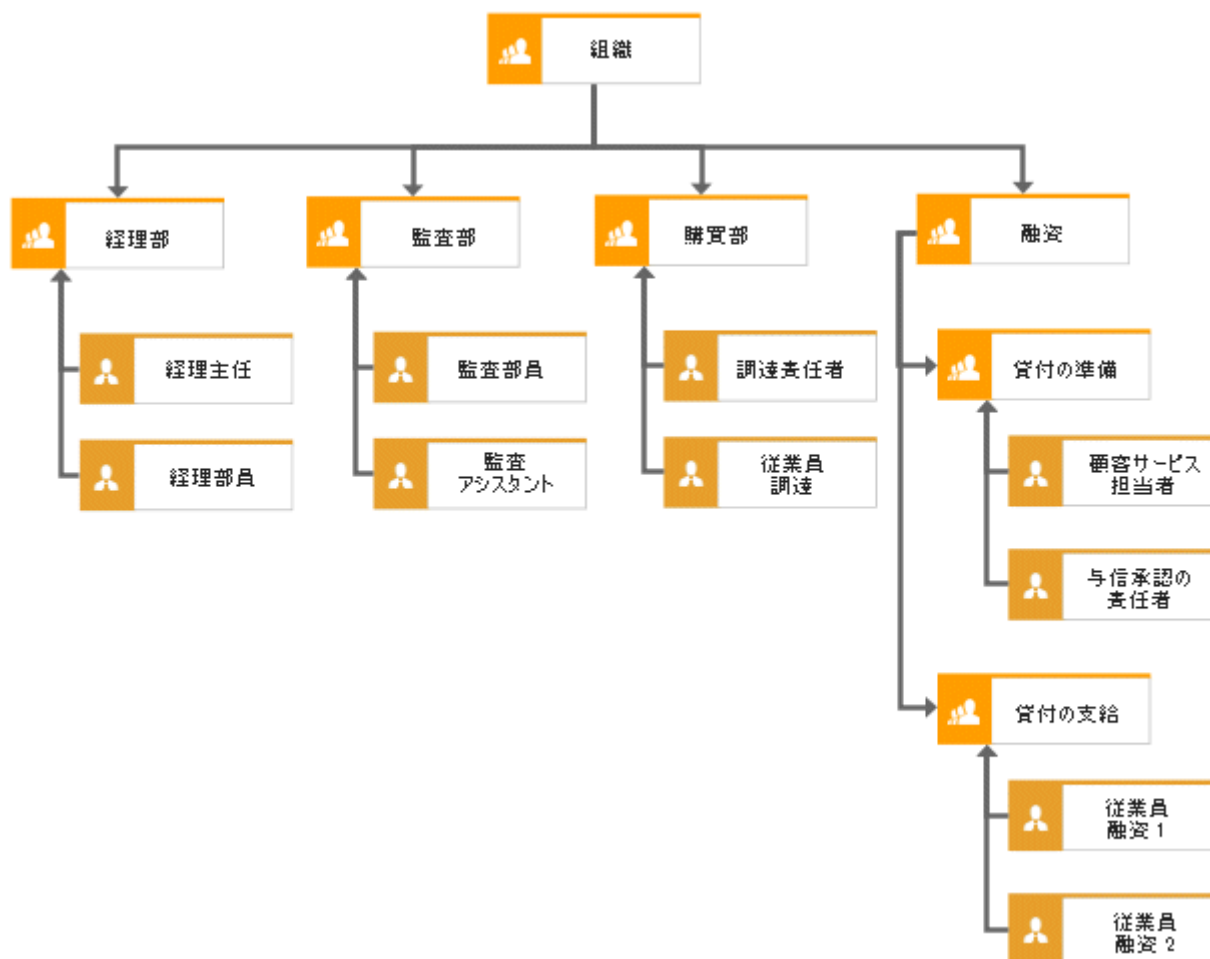 組織
経理部
監査部
購買部
融資
経理主任
監査部員
調達責任者
貸付の準備
経理部員
監査
アシスタント
従業員
調達
顧客サービス
担当者
与信承認の
責任者
貸付の支給
従業員
融資 1
従業員
融資 2